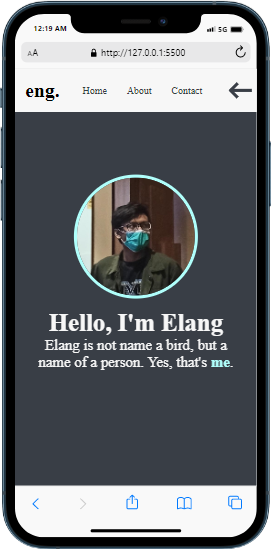 12:19 AM 5G
AA http://127.0.0.1:5500
eng. Home About Contact
Hello, I'm Elang
Elang is not name a bird, but a
name of a person. Yes, that's me.